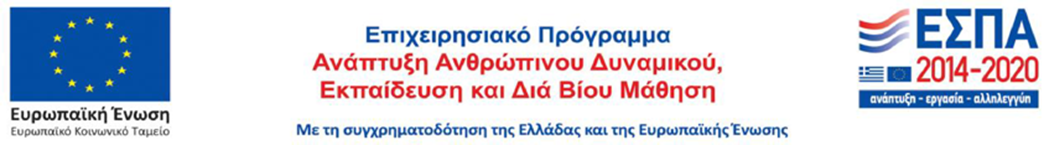 Ευρωπαϊκή Ένωση
Ευρωπαϊκό Κοινωνικό Ταμείο
Επιχειρησιακό Πρόγραμμα
Ανάπτυξη Ανθρώπινου Δυναμικού,
Εκπαίδευση και Διά Βίου Μάθηση
Με τη συγχρηματοδότηση της Ελλάδας και της Ευρωπαϊκής Ένωσης
ΕΣΠΑ
2014-2020
ανάπτυξη - εργασία - αλληλεγγύη